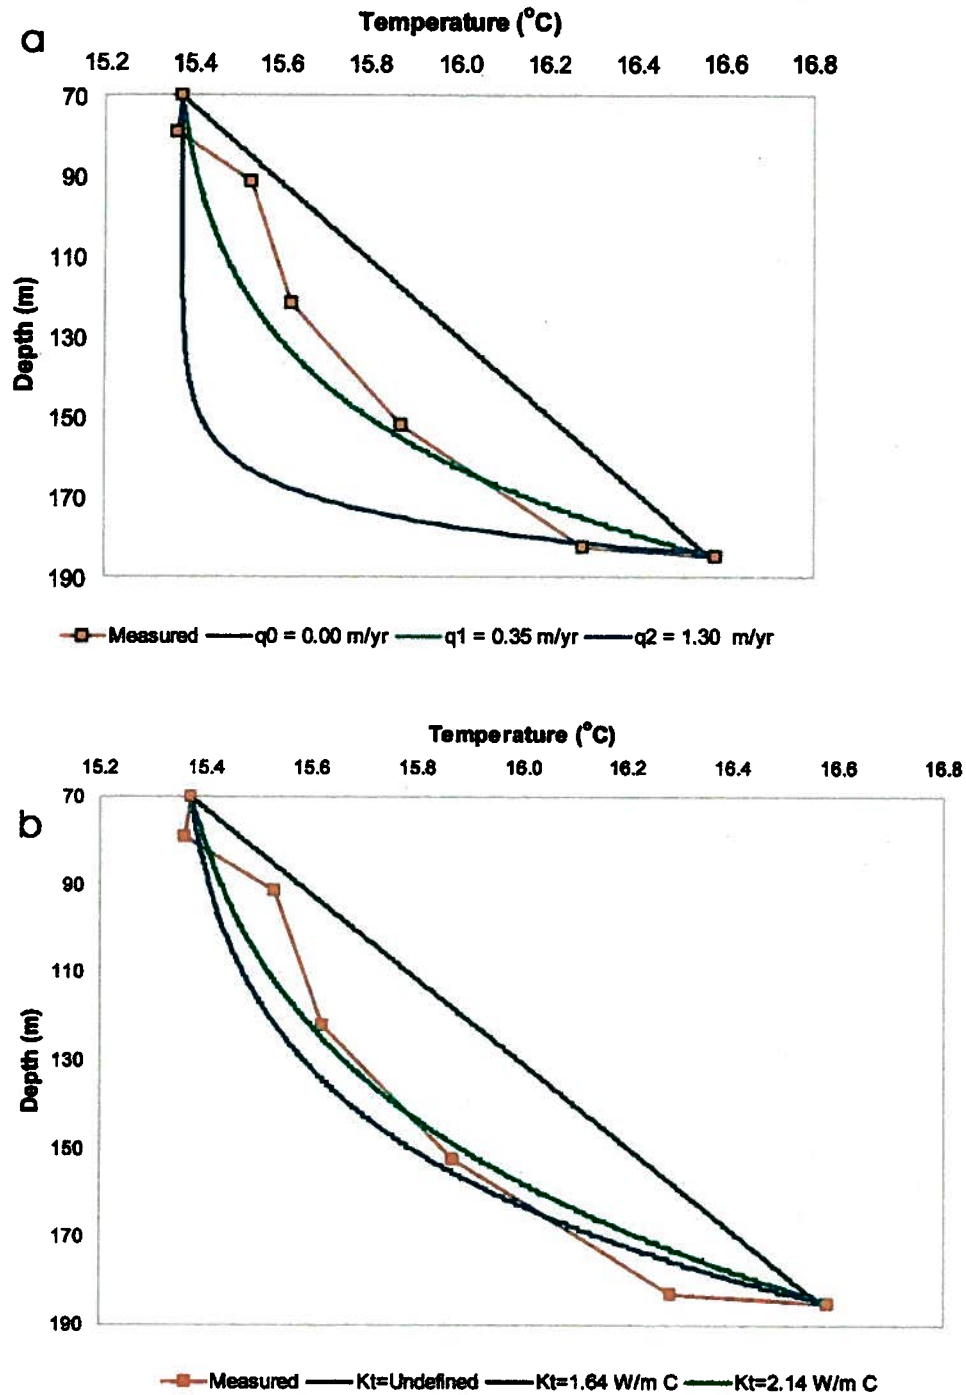 Temperature (°C)
a
15.2 15.4 15.6 15.8 16.0 16.2 16.4 16.6 16.8
70
90
110
130
150
170
190
Depth (m)
Measured q0 = 0.00 m/yr q1 = 0.35 m/yr q2 = 1.30 m/yr
Temperature (°C)
15.2 15.4 15.6 15.8 16.0 16.2 16.4 16.6 16.8
b
70
90
110
130
150
170
190
Depth (m)
Measured Kt=Undefined Kt=1.64 W/m C Kt=2.14 W/m C